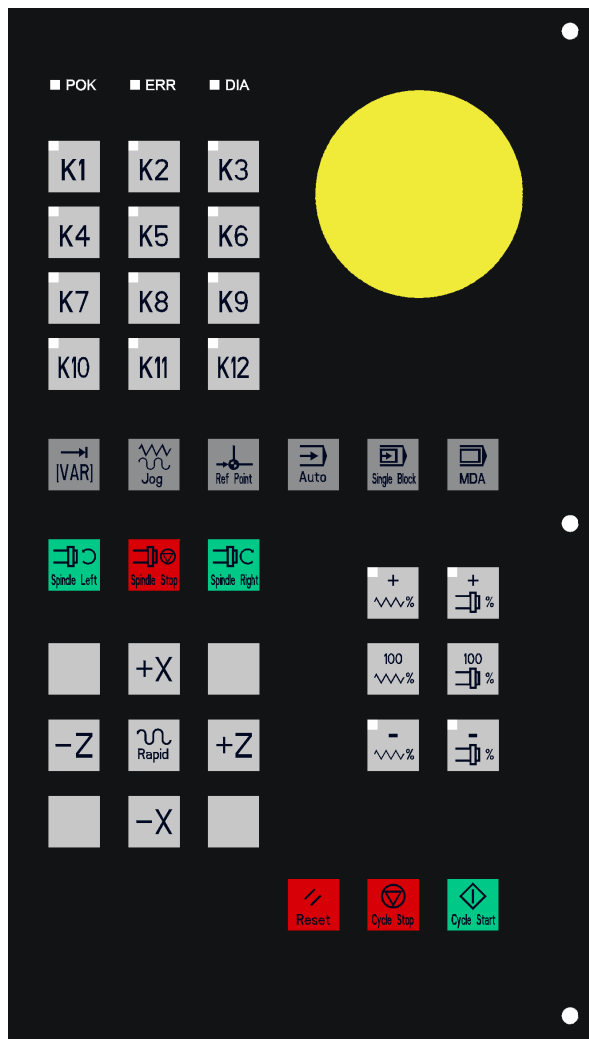 POK ERR DIA
K1 K2 K3
K4 K5 K6
K7 K8 K9
K10 K11 K12
[VAR] Jog Ref Point Auto Single Block MDA
Spindle Left Spindle Stop Spindle Right
+ +
% %
+X
100 100
% %
-Z Rapid +Z
- -
% %
-X
Reset Cycle Stop Cycle Start